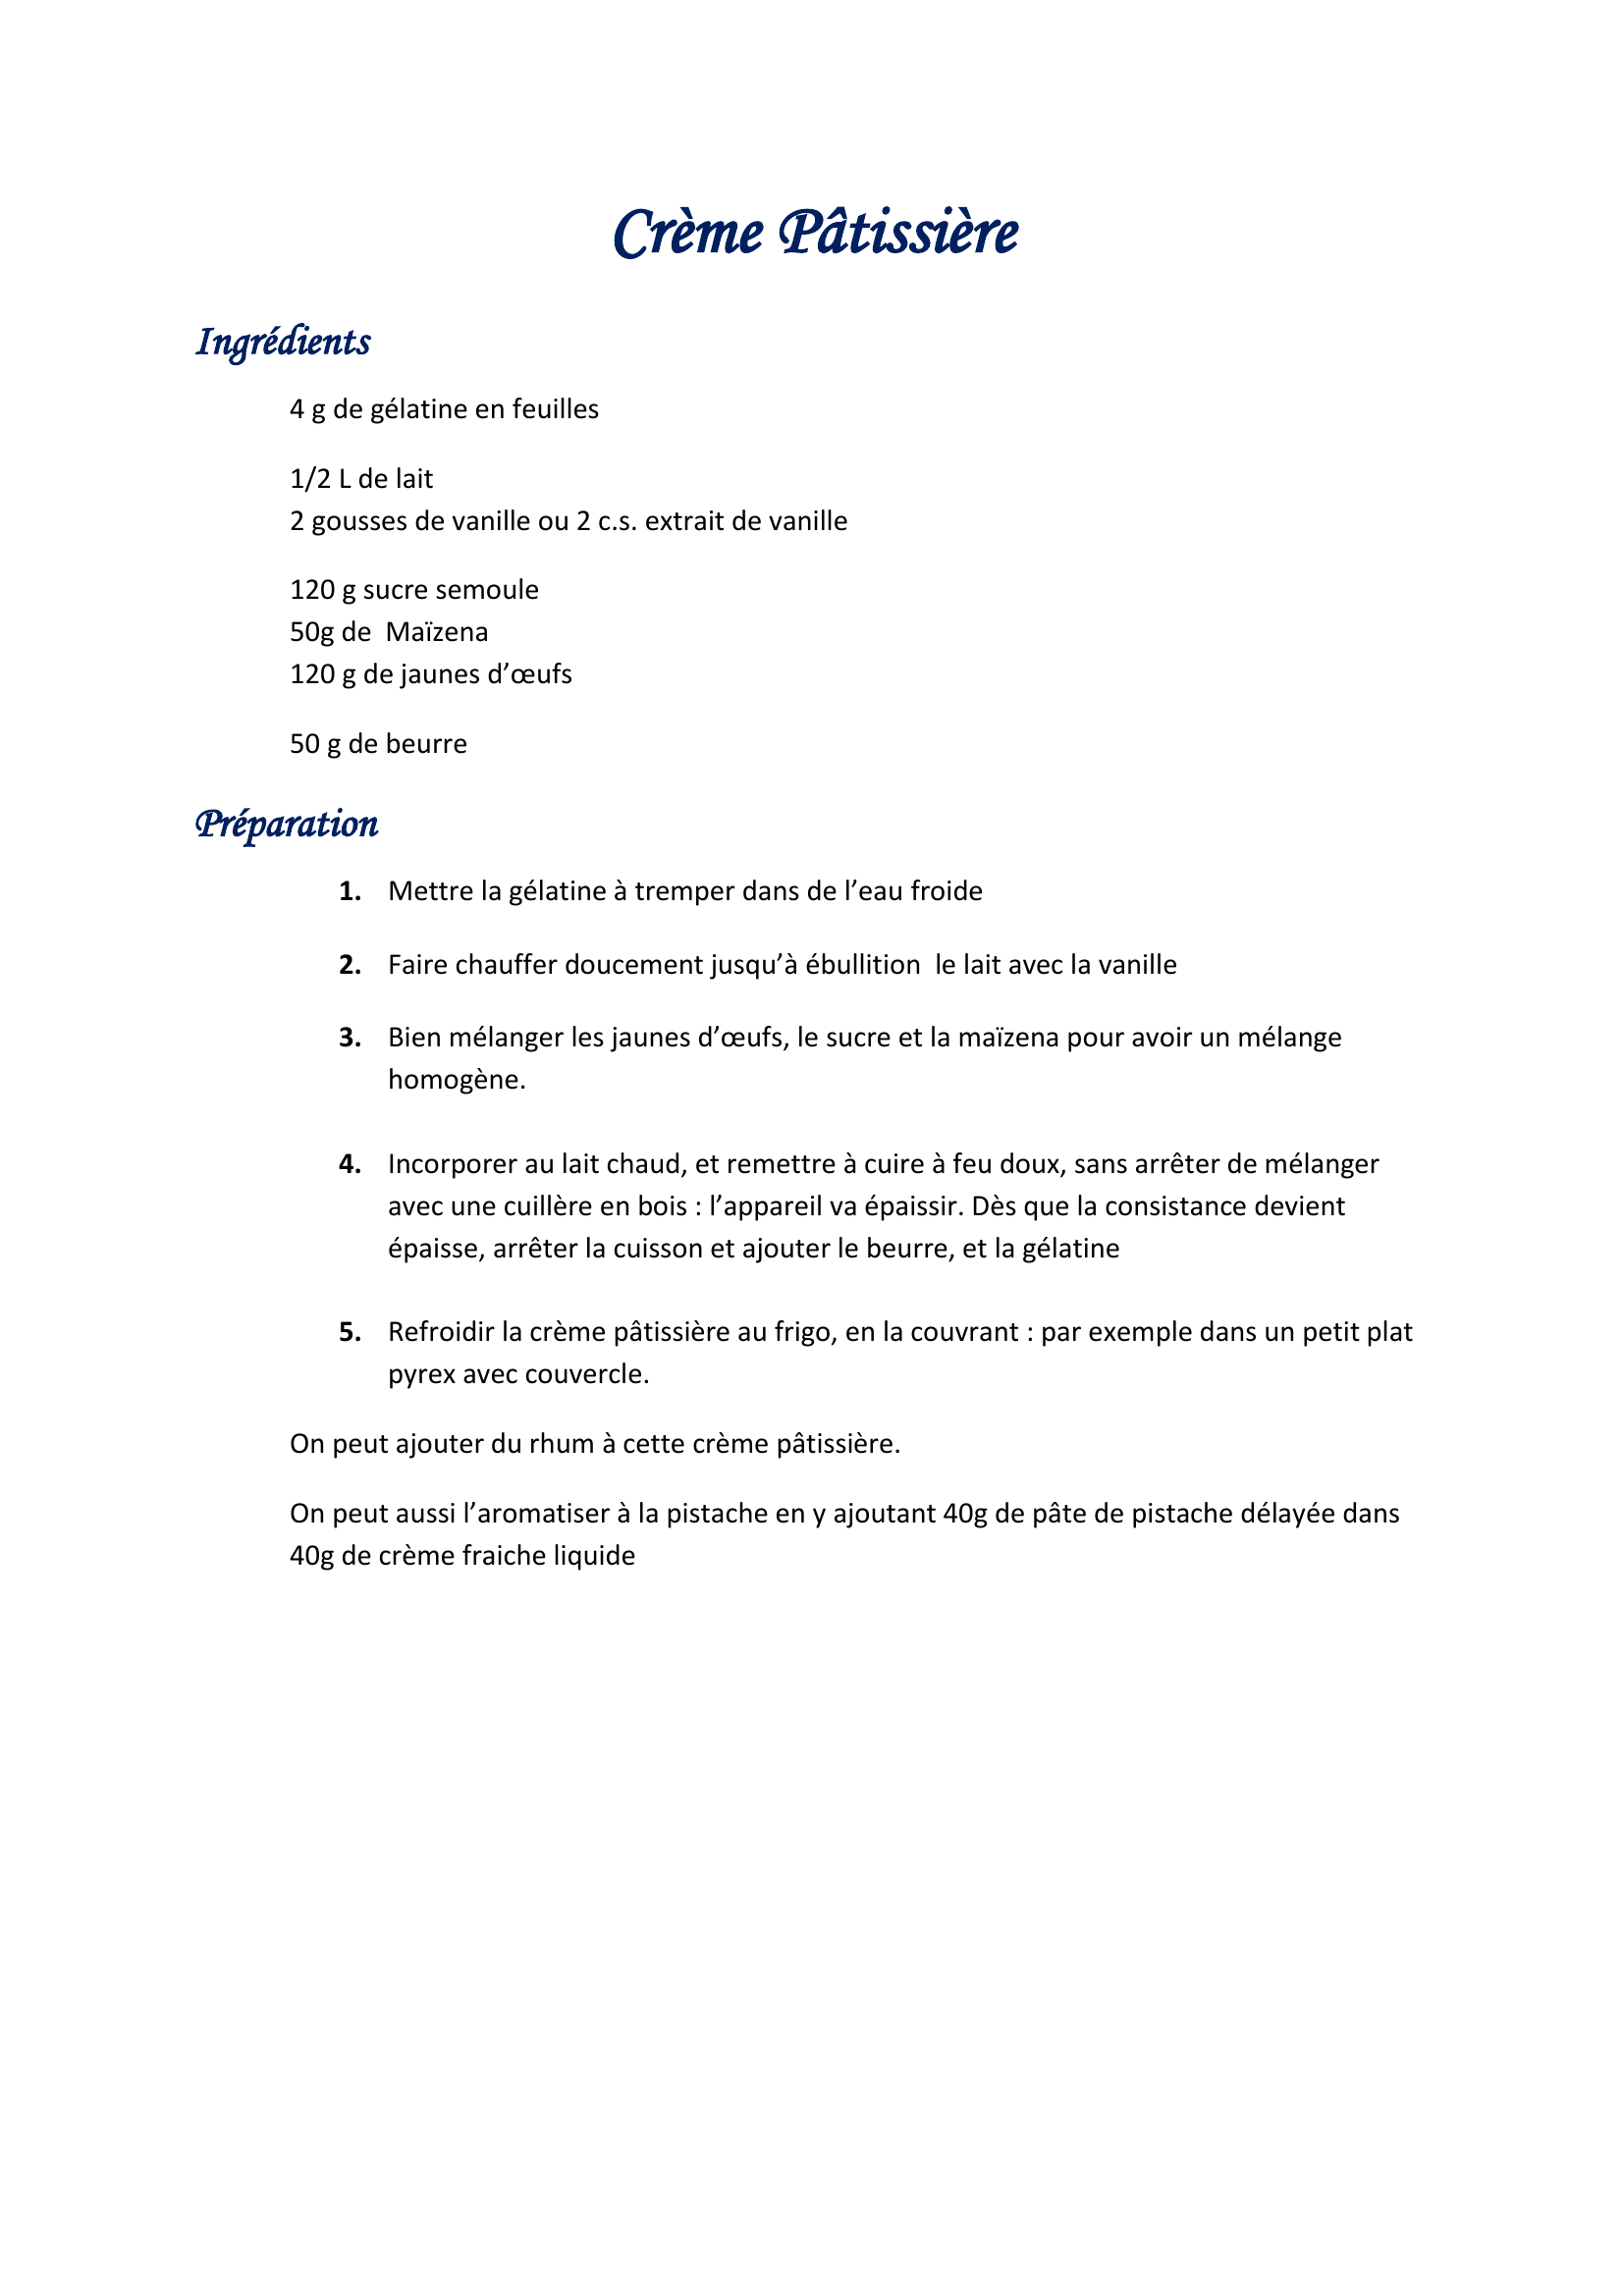 Crème Pâtissière
Ingrédients
4 g de gélatine en feuilles
1/2 L de lait
2 gousses de vanille ou 2 c.s. extrait de vanille
120 g sucre semoule
50g de  Maïzena
120 g de jaunes d’œufs
50 g de beurre
Préparation
1. Mettre la gélatine à tremper dans de l’eau froide
2. Faire chauffer doucement jusqu’à ébullition  le lait avec la vanille
3. Bien mélanger les jaunes d’œufs, le sucre et la maïzena pour avoir un mélange
homogène.
4. Incorporer au lait chaud, et remettre à cuire à feu doux, sans arrêter de mélanger
avec une cuillère en bois : l’appareil va épaissir. Dès que la consistance devient
épaisse, arrêter la cuisson et ajouter le beurre, et la gélatine
5. Refroidir la crème pâtissière au frigo, en la couvrant : par exemple dans un petit plat
pyrex avec couvercle.
On peut ajouter du rhum à cette crème pâtissière.
On peut aussi l’aromatiser à la pistache en y ajoutant 40g de pâte de pistache délayée dans
40g de crème fraiche liquide